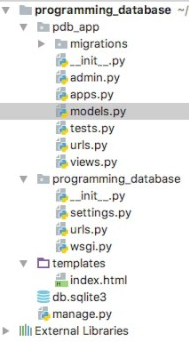 programming_database ~/
pdb_app
migrations
__init__.py
admin.py
apps.py
models.py
tests.py
urls.py
views.py
programming_database
__init__.py
settings.py
urls.py
wsgi.py
templates
index.html
db.sqlite3
manage.py
External Libraries